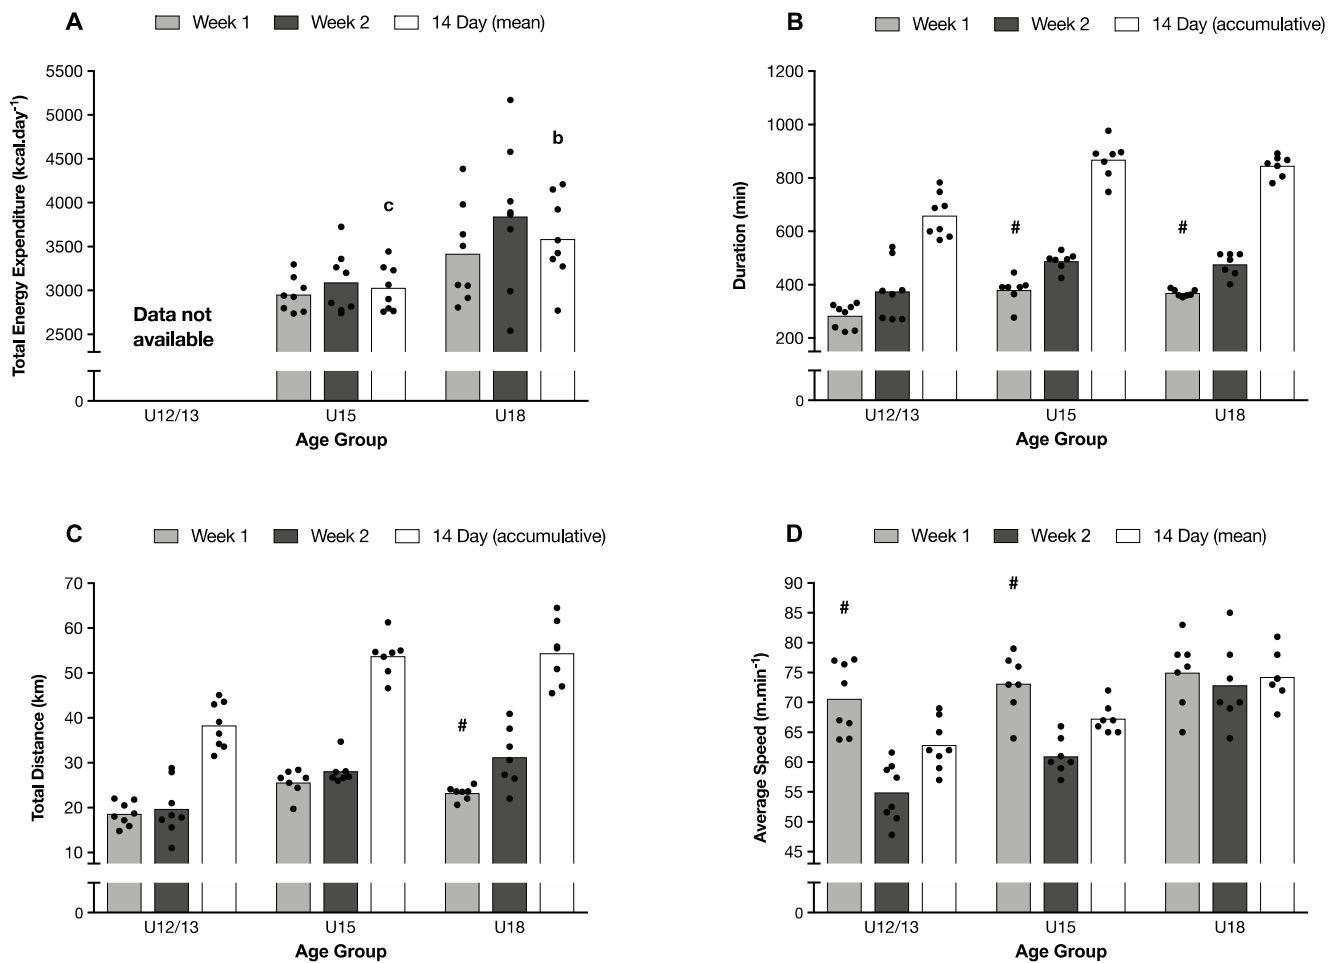 A
Week 1 Week 2 14 Day (mean)
Total Energy Expenditure (kcal.day⁻¹)
5500
5000
4500
4000
3500
3000
2500
0
b
c
Data not
available
U12/13 U15 U18
Age Group
B
Week 1 Week 2 14 Day (accumulative)
Duration (min)
1200
1000
800
600
400
200
0
# #
U12/13 U15 U18
Age Group
C
Week 1 Week 2 14 Day (accumulative)
Total Distance (km)
70
60
50
40
30
20
10
0
#
U12/13 U15 U18
Age Group
D
Week 1 Week 2 14 Day (mean)
Average Speed (m.min⁻¹)
90
85
80
75
70
65
60
55
50
45
0
# #
U12/13 U15 U18
Age Group